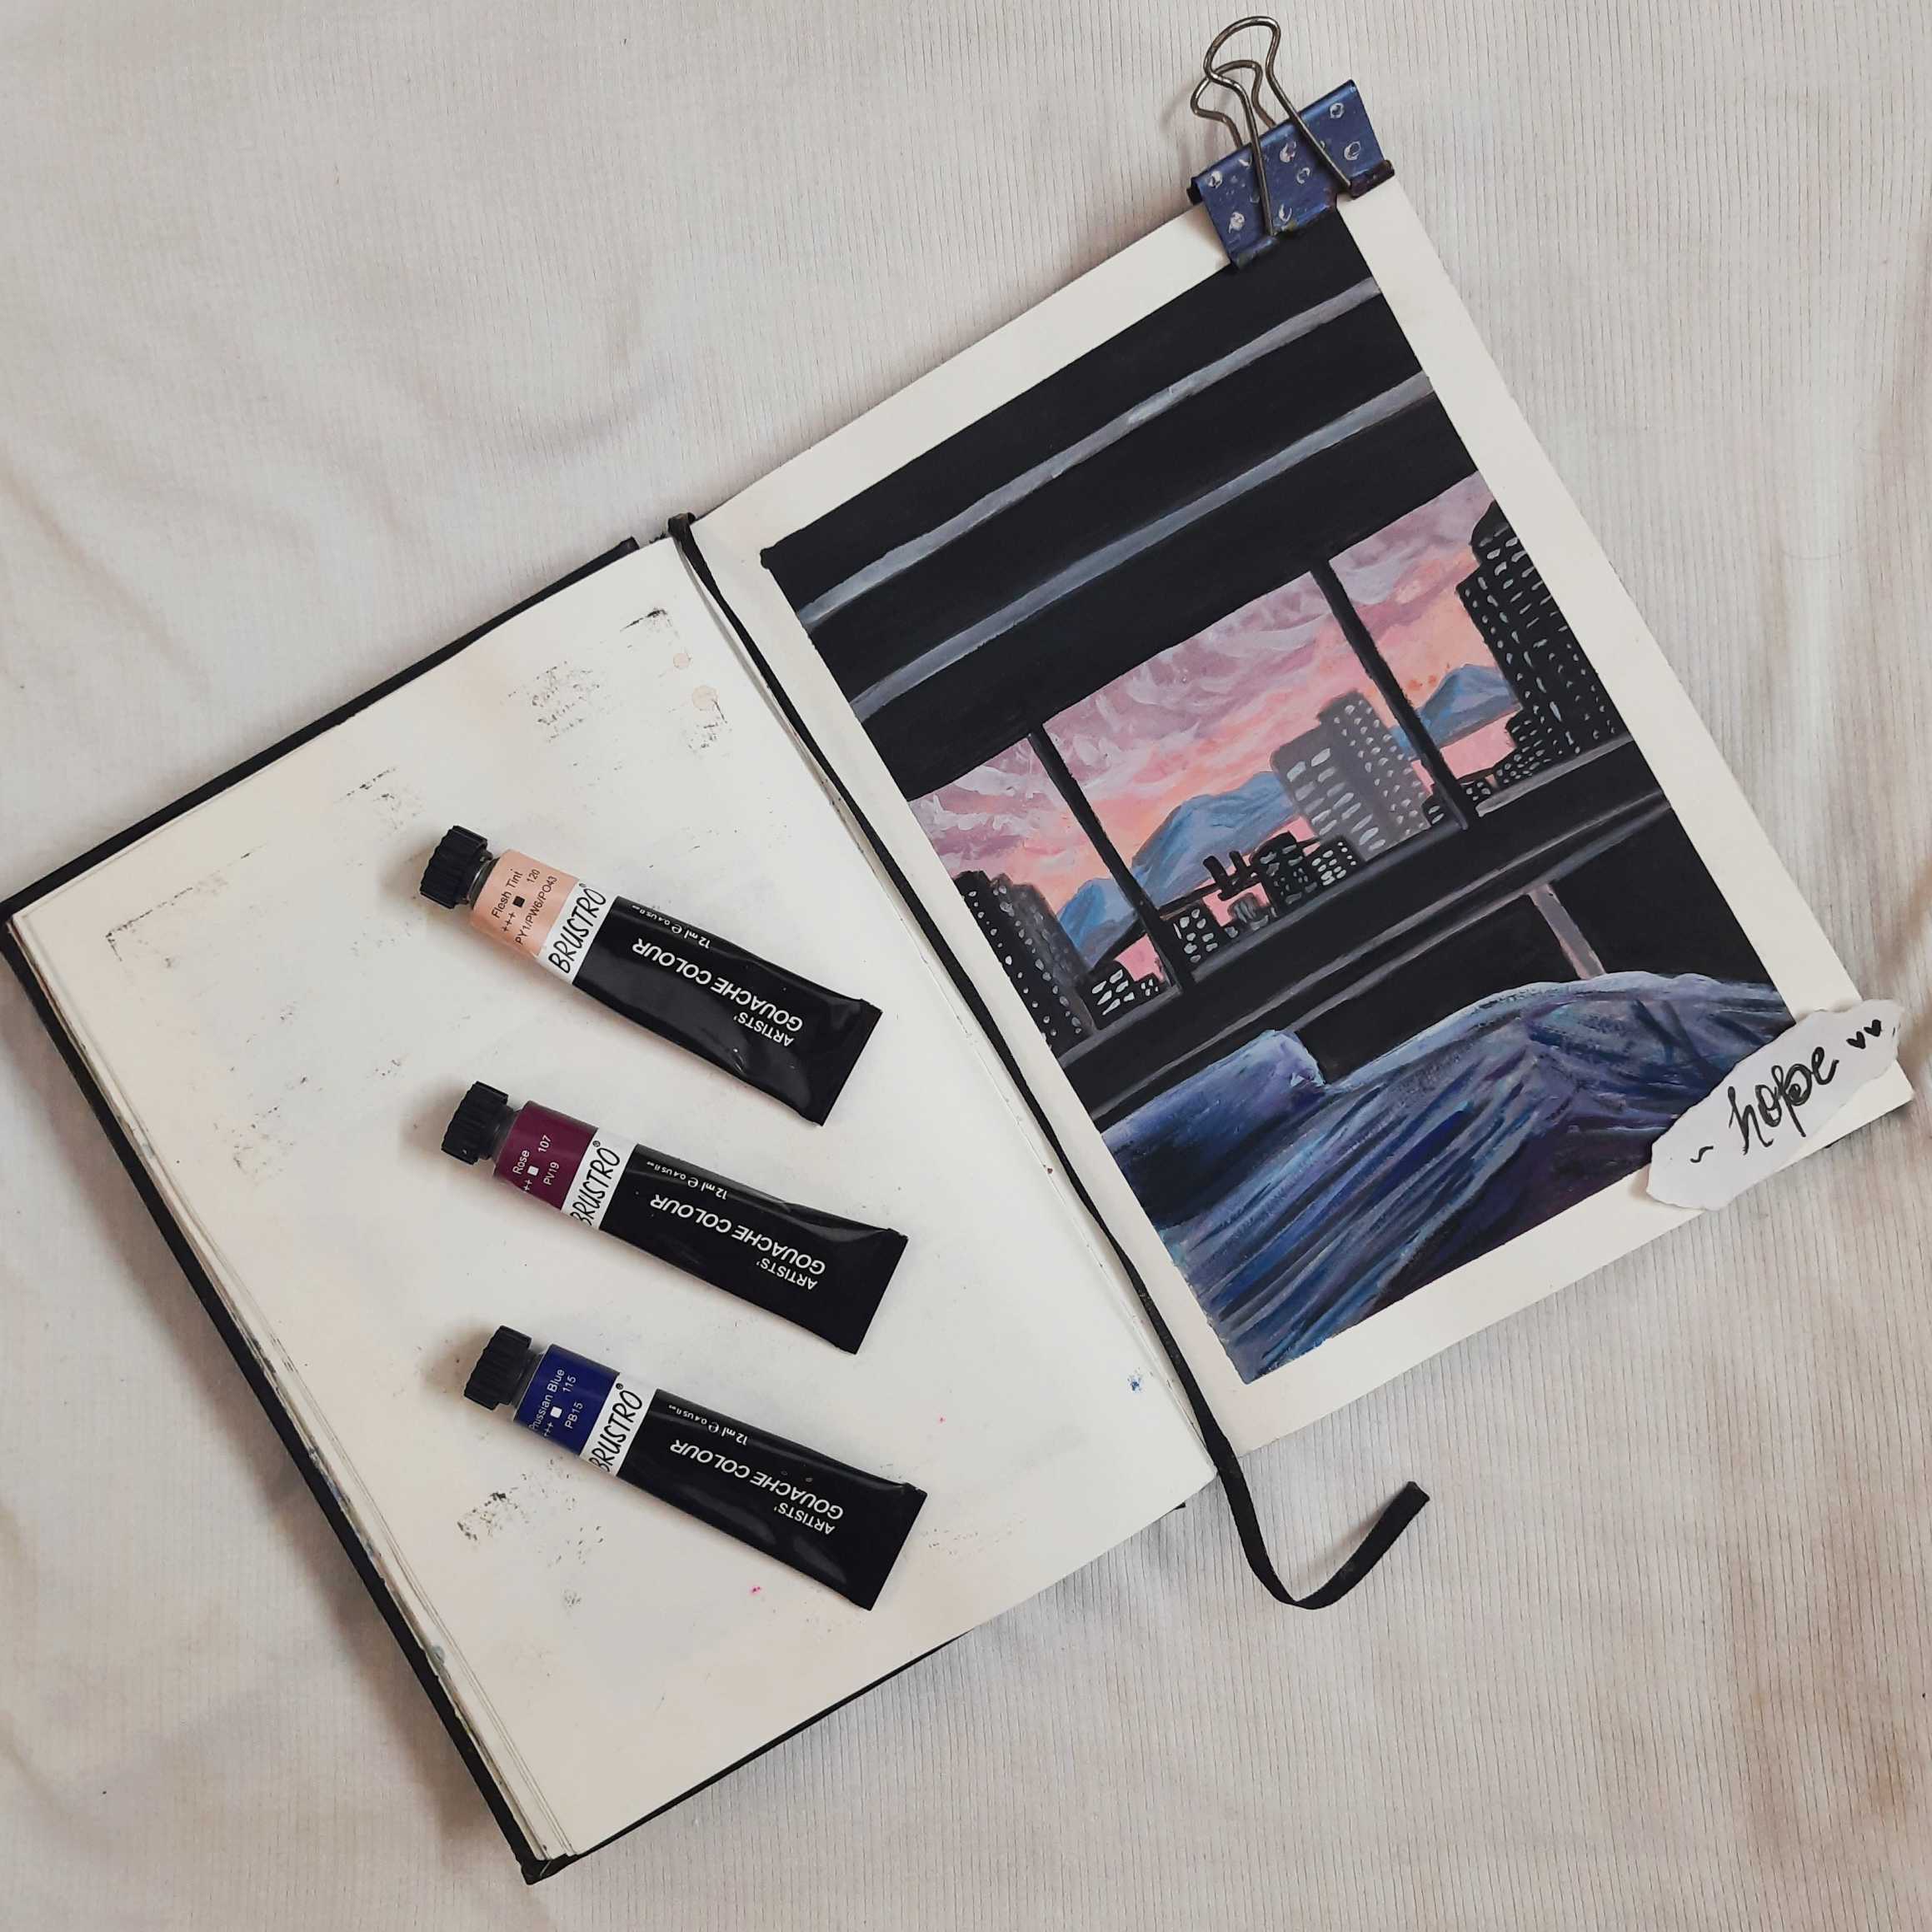 Flesh Tint
+++ ■ 120
PY1/PW6/PO43
BRUSTRO®
ARTISTS'
GOUACHE COLOUR
12 ml ℮ 0.4 US fl oz
Rose
++ ■ 107
PV19
BRUSTRO®
ARTISTS'
GOUACHE COLOUR
12 ml ℮ 0.4 US fl oz
Prussian Blue
+++ ■ 115
PB15
BRUSTRO®
ARTISTS'
GOUACHE COLOUR
12 ml ℮ 0.4 US fl oz
~ hope ♥♥